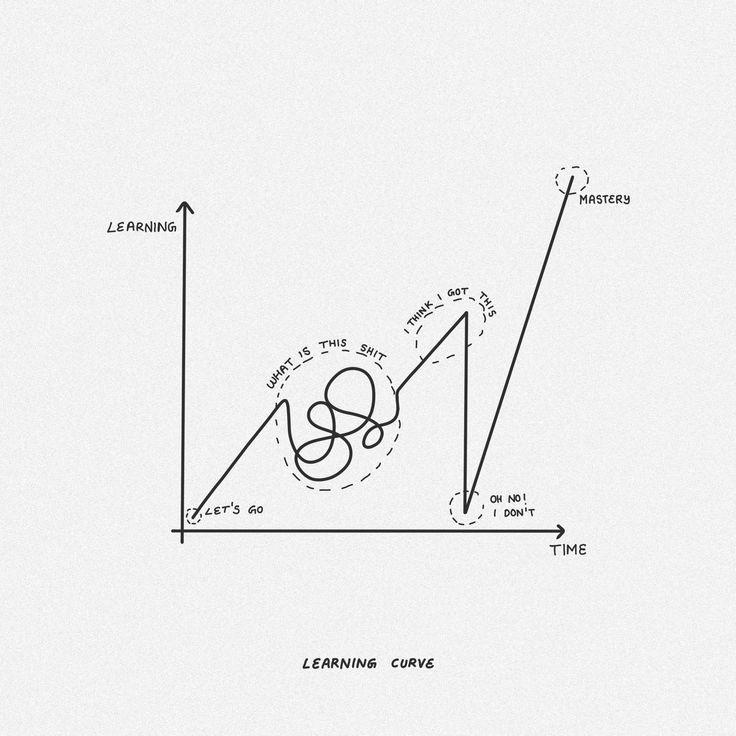 MASTERY
LEARNING
I THINK I GOT THIS
WHAT IS THIS SHIT
LET'S GO
OH NO!
I DON'T
TIME
LEARNING CURVE